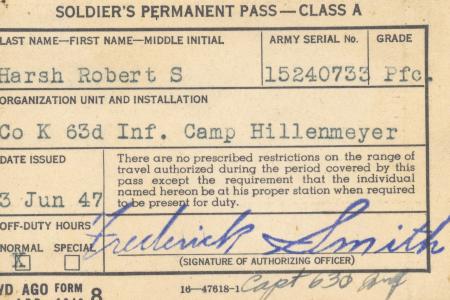 SOLDIER'S PERMANENT PASS—CLASS A
LAST NAME—FIRST NAME—MIDDLE INITIAL ARMY SERIAL No. GRADE
Harsh Robert S 15240733 Pfc.
ORGANIZATION UNIT AND INSTALLATION
Co K 63d Inf. Camp Hillenmeyer
DATE ISSUED
3 Jun 47
There are no prescribed restrictions on the range of
travel authorized during the period covered by this
pass except the requirement that the individual
named hereon be at his proper station when required
to be present for duty.
OFF-DUTY HOURS
NORMAL SPECIAL
X
Frederick Smith
(SIGNATURE OF AUTHORIZING OFFICER)
WD AGO FORM 8
16—47618-1 Capt 63d Inf